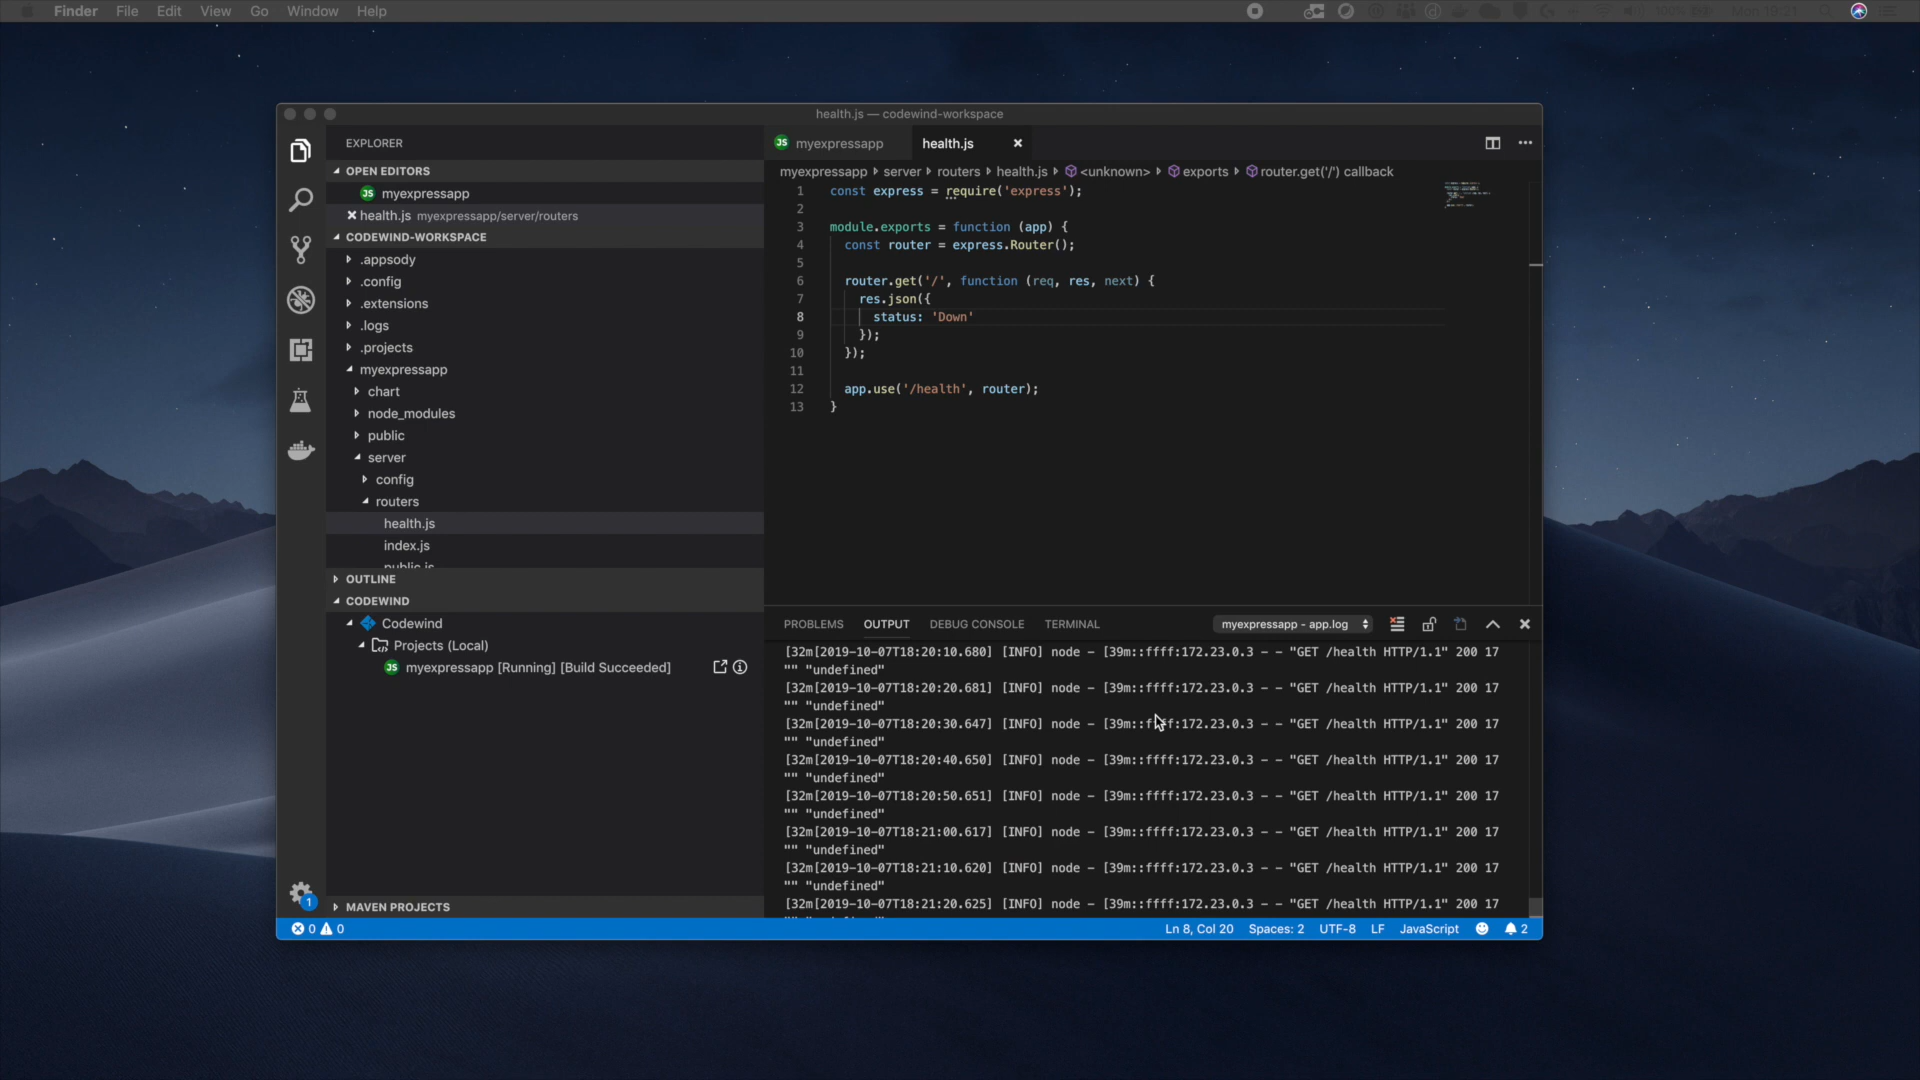 Finder File Edit View Go Window Help 100% Mon 19:21
health.js — codewind-workspace
EXPLORER
OPEN EDITORS
JS myexpressapp
health.js myexpressapp/server/routers
CODEWIND-WORKSPACE
.appsody
.config
.extensions
.logs
.projects
myexpressapp
chart
node_modules
public
server
config
routers
health.js
index.js
public.js
OUTLINE
CODEWIND
Codewind
Projects (Local)
JS myexpressapp [Running] [Build Succeeded]
MAVEN PROJECTS
1
JS myexpressapp health.js
myexpressapp server routers health.js <unknown> exports router.get('/') callback
1 const express = require('express');
2
3 module.exports = function (app) {
4 const router = express.Router();
5
6 router.get('/', function (req, res, next) {
7 res.json({
8 status: 'Down'
9 });
10 });
11
12 app.use('/health', router);
13 }
PROBLEMS OUTPUT DEBUG CONSOLE TERMINAL myexpressapp - app.log
[32m[2019-10-07T18:20:10.680] [INFO] node - [39m::ffff:172.23.0.3 - - "GET /health HTTP/1.1" 200 17
"" "undefined"
[32m[2019-10-07T18:20:20.681] [INFO] node - [39m::ffff:172.23.0.3 - - "GET /health HTTP/1.1" 200 17
"" "undefined"
[32m[2019-10-07T18:20:30.647] [INFO] node - [39m::ffff:172.23.0.3 - - "GET /health HTTP/1.1" 200 17
"" "undefined"
[32m[2019-10-07T18:20:40.650] [INFO] node - [39m::ffff:172.23.0.3 - - "GET /health HTTP/1.1" 200 17
"" "undefined"
[32m[2019-10-07T18:20:50.651] [INFO] node - [39m::ffff:172.23.0.3 - - "GET /health HTTP/1.1" 200 17
"" "undefined"
[32m[2019-10-07T18:21:00.617] [INFO] node - [39m::ffff:172.23.0.3 - - "GET /health HTTP/1.1" 200 17
"" "undefined"
[32m[2019-10-07T18:21:10.620] [INFO] node - [39m::ffff:172.23.0.3 - - "GET /health HTTP/1.1" 200 17
"" "undefined"
[32m[2019-10-07T18:21:20.625] [INFO] node - [39m::ffff:172.23.0.3 - - "GET /health HTTP/1.1" 200 17
0 0 Ln 8, Col 20 Spaces: 2 UTF-8 LF JavaScript 2